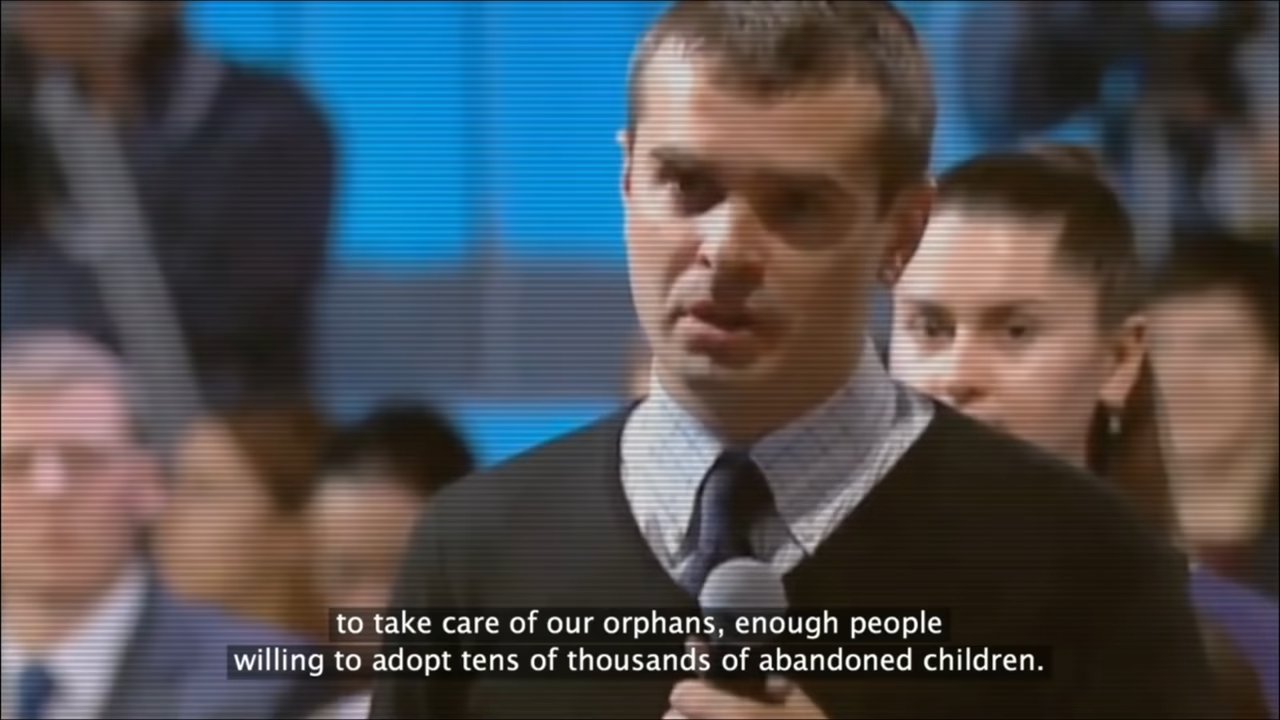 to take care of our orphans, enough people
willing to adopt tens of thousands of abandoned children.